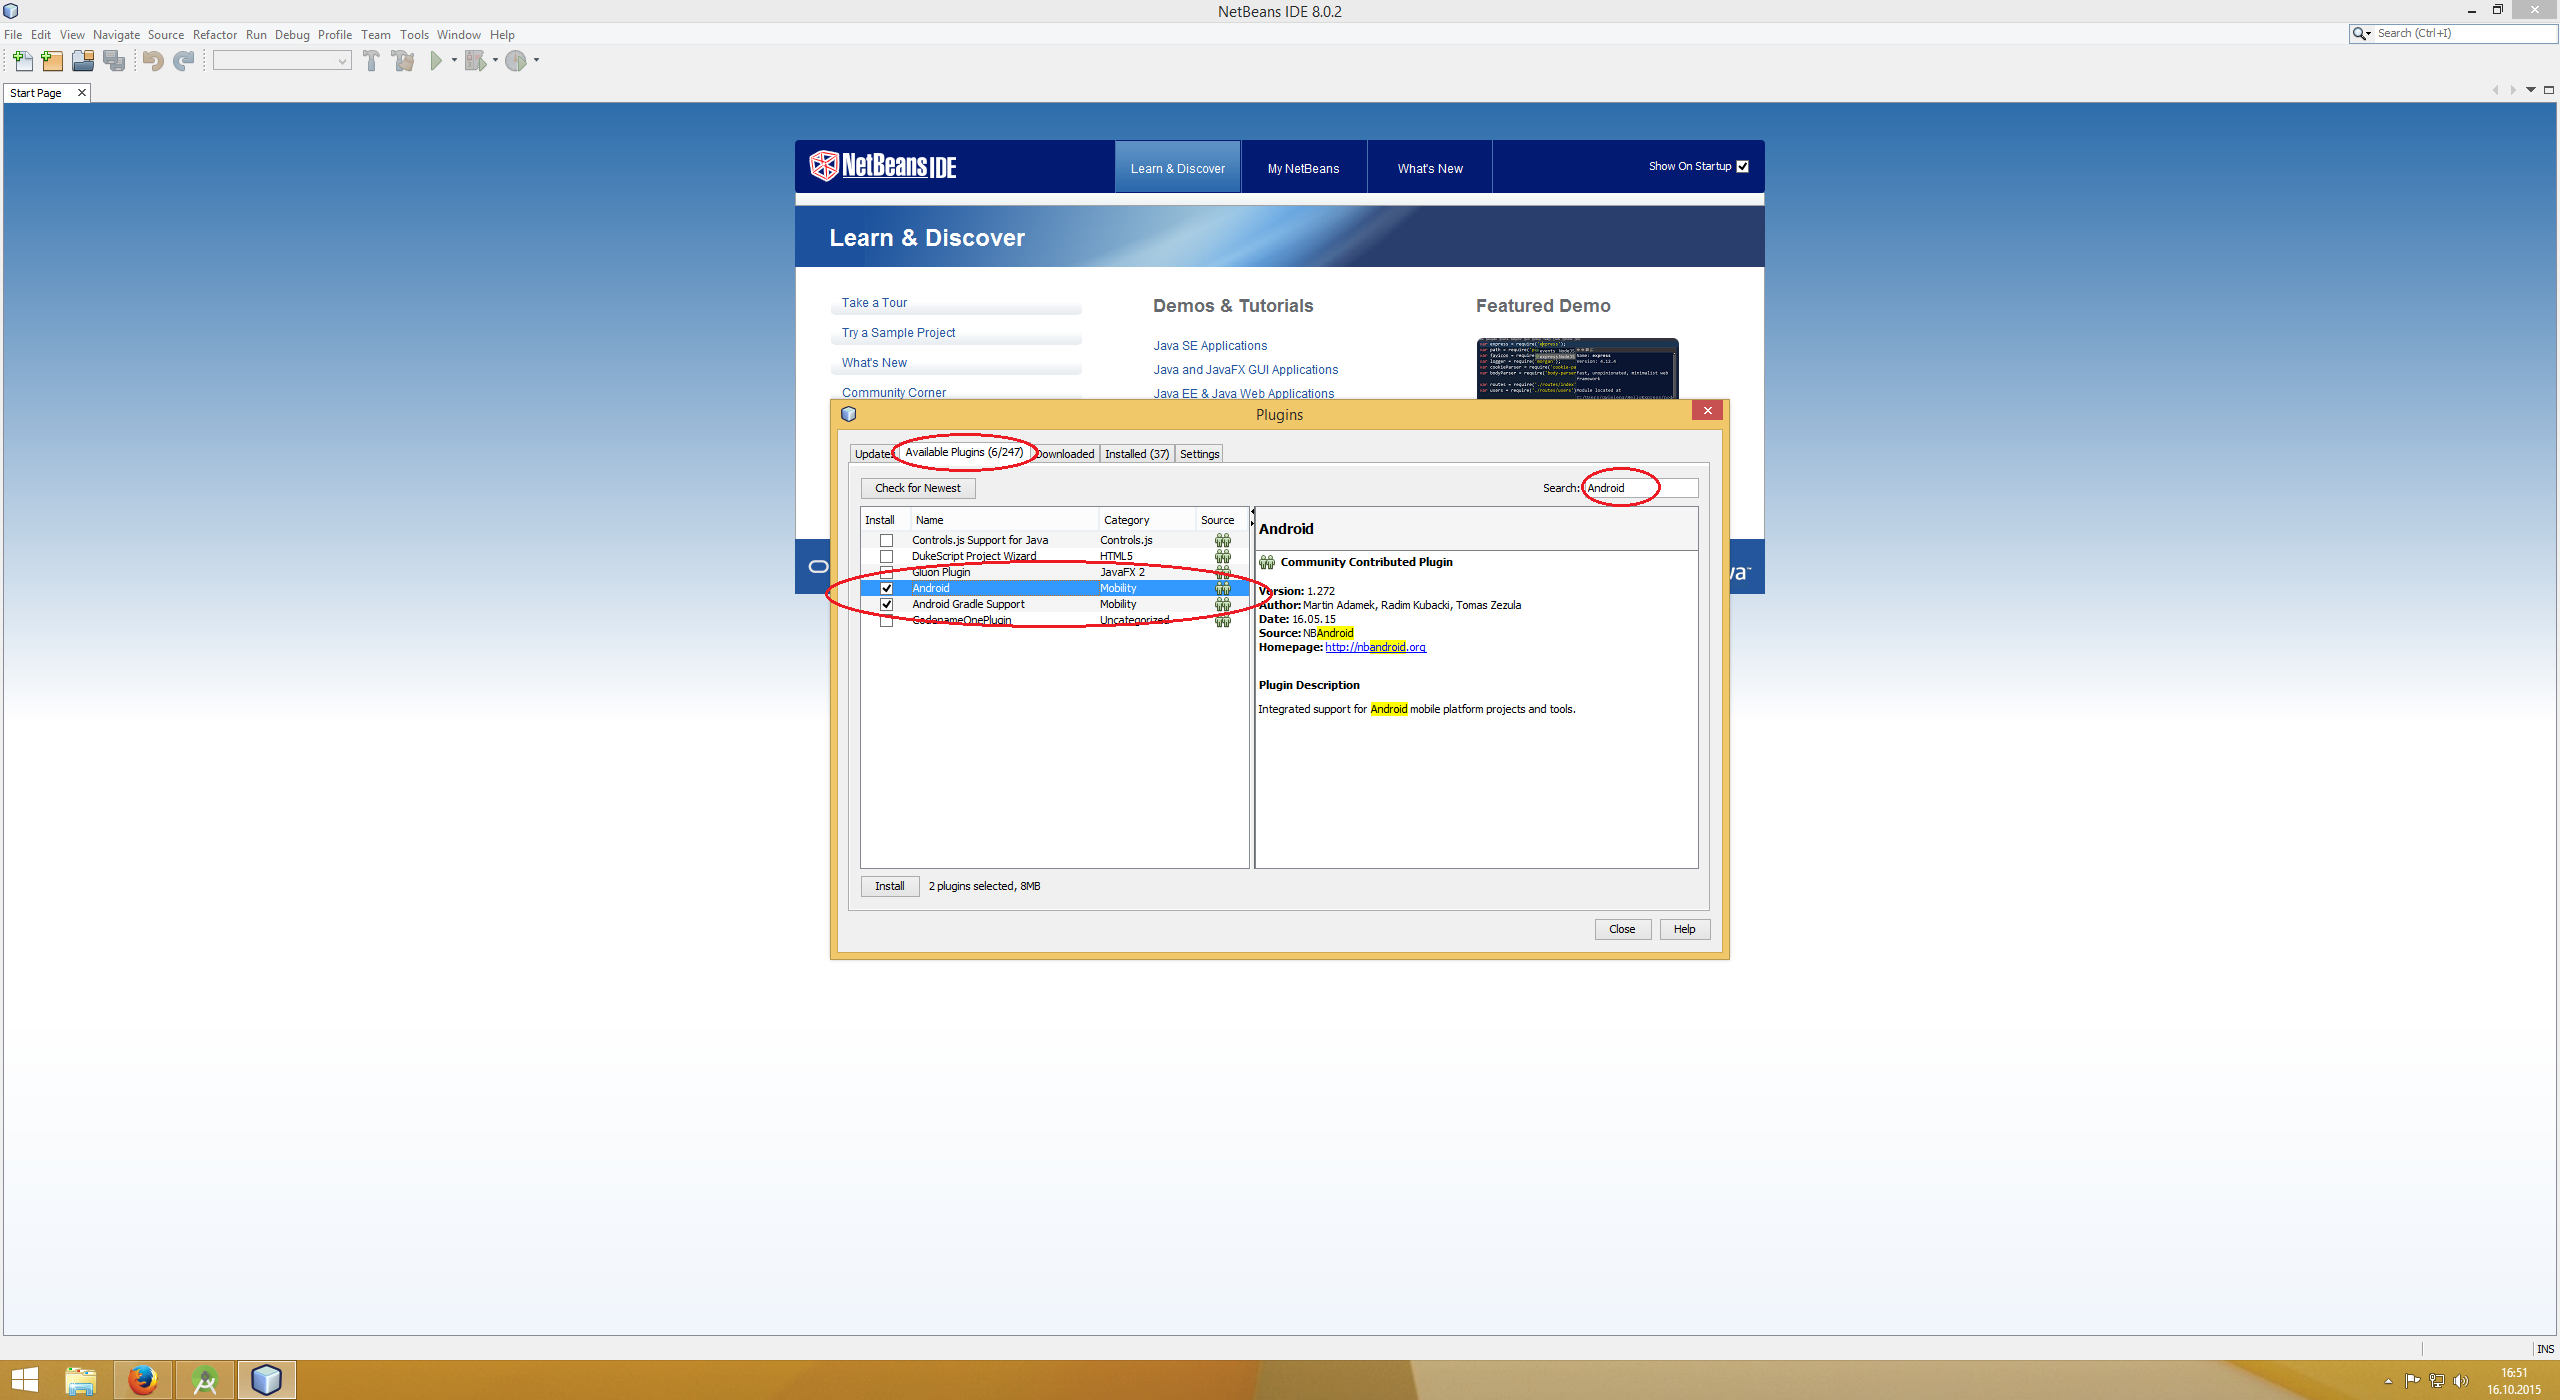 NetBeans IDE 8.0.2
File Edit View Navigate Source Refactor Run Debug Profile Team Tools Window Help
Search (Ctrl+I)
Start Page
NetBeans IDE
Learn & Discover
My NetBeans
What's New
Show On Startup
Learn & Discover
Take a Tour
Try a Sample Project
What's New
Community Corner
Demos & Tutorials
Java SE Applications
Java and JavaFX GUI Applications
Java EE & Java Web Applications
Featured Demo
Plugins
Updates
Available Plugins (6/247)
Downloaded
Installed (37)
Settings
Check for Newest
Search: Android
Install Name Category Source
Controls.js Support for Java Controls.js
DukeScript Project Wizard HTML5
Gluon Plugin JavaFX 2
Android Mobility
Android Gradle Support Mobility
CodenameOnePlugin Uncategorized
Android
Community Contributed Plugin
Version: 1.272
Author: Martin Adamek, Radim Kubacki, Tomas Zezula
Date: 16.05.15
Source: NBAndroid
Homepage: http://nbandroid.org
Plugin Description
Integrated support for Android mobile platform projects and tools.
Install
2 plugins selected, 8MB
Close
Help
INS
16:51
16.10.2015